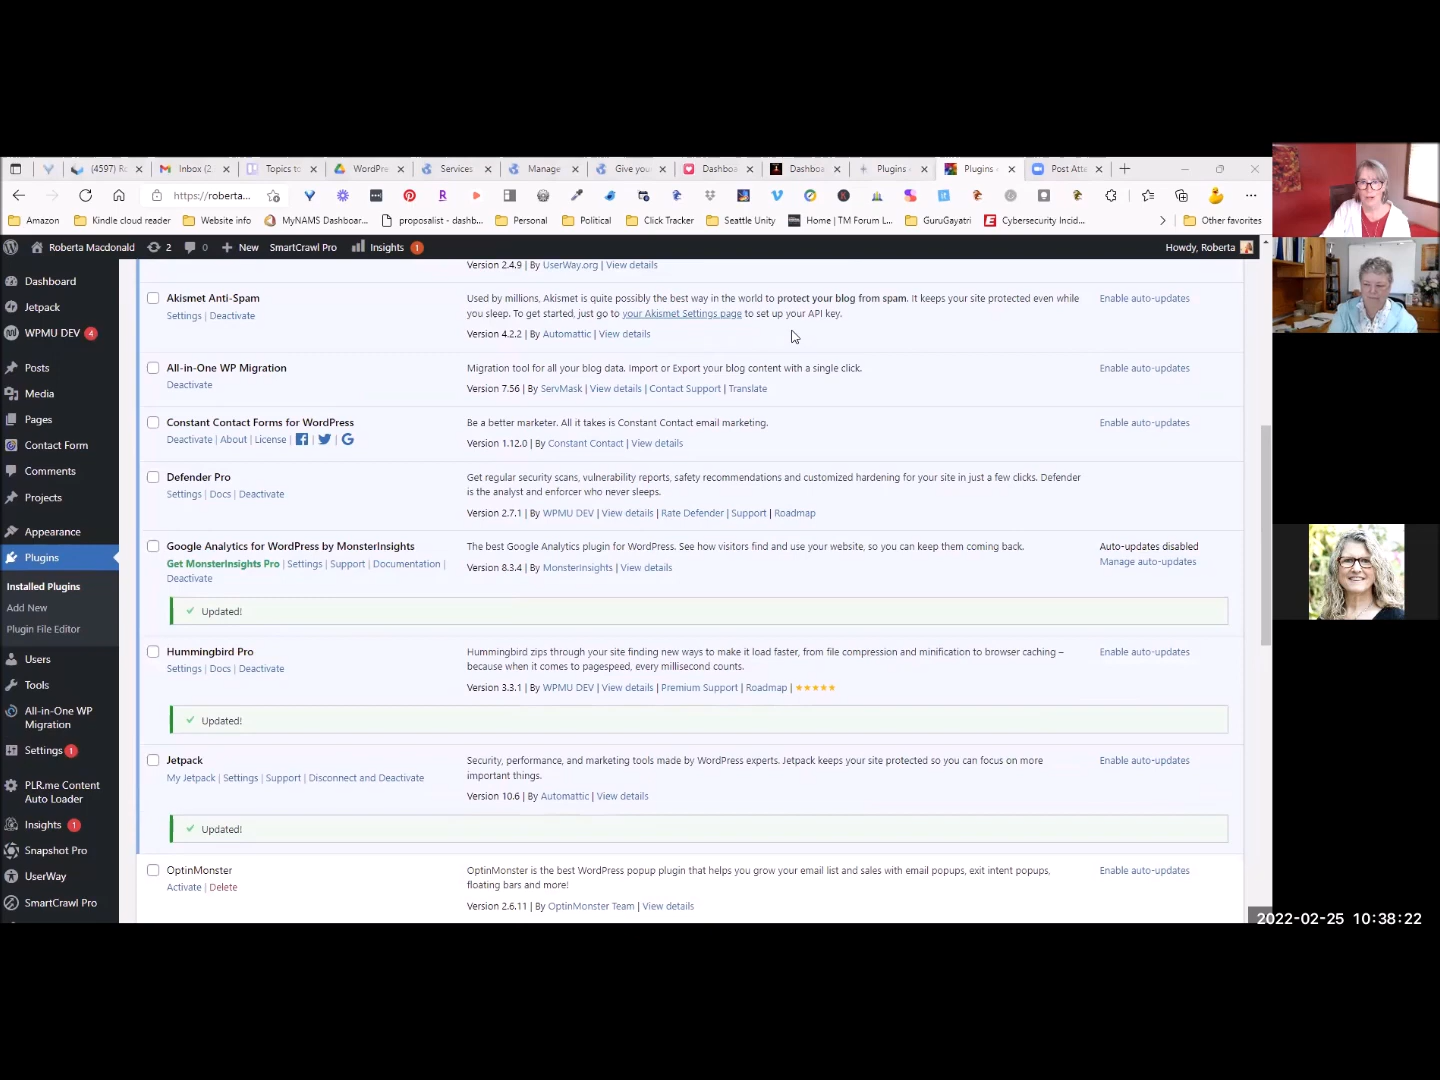 (4597) R
Inbox (2
Topics to
WordPre
Services
Manage
Give you
Dashboa
Dashboa
Plugins
Plugins
Post Atte
https://roberta...
Amazon
Kindle cloud reader
Website info
MyNAMS Dashboar...
proposalist - dashb...
Personal
Political
Click Tracker
Seattle Unity
Home | TM Forum L...
GuruGayatri
Cybersecurity Incid...
Other favorites
Roberta Macdonald
2
0
New
SmartCrawl Pro
Insights 1
Howdy, Roberta
Dashboard
Jetpack
WPMU DEV 4
Posts
Media
Pages
Contact Form
Comments
Projects
Appearance
Plugins
Installed Plugins
Add New
Plugin File Editor
Users
Tools
All-in-One WP
Migration
Settings 1
PLR.me Content
Auto Loader
Insights 1
Snapshot Pro
UserWay
SmartCrawl Pro
Version 2.4.9 | By UserWay.org | View details
Akismet Anti-Spam
Settings | Deactivate
Used by millions, Akismet is quite possibly the best way in the world to protect your blog from spam. It keeps your site protected even while
you sleep. To get started, just go to your Akismet Settings page to set up your API key.
Version 4.2.2 | By Automattic | View details
Enable auto-updates
All-in-One WP Migration
Deactivate
Migration tool for all your blog data. Import or Export your blog content with a single click.
Version 7.56 | By ServMask | View details | Contact Support | Translate
Enable auto-updates
Constant Contact Forms for WordPress
Deactivate | About | License | | |
Be a better marketer. All it takes is Constant Contact email marketing.
Version 1.12.0 | By Constant Contact | View details
Enable auto-updates
Defender Pro
Settings | Docs | Deactivate
Get regular security scans, vulnerability reports, safety recommendations and customized hardening for your site in just a few clicks. Defender
is the analyst and enforcer who never sleeps.
Version 2.7.1 | By WPMU DEV | View details | Rate Defender | Support | Roadmap
Google Analytics for WordPress by MonsterInsights
Get MonsterInsights Pro | Settings | Support | Documentation |
Deactivate
The best Google Analytics plugin for WordPress. See how visitors find and use your website, so you can keep them coming back.
Version 8.3.4 | By MonsterInsights | View details
Auto-updates disabled
Manage auto-updates
Updated!
Hummingbird Pro
Settings | Docs | Deactivate
Hummingbird zips through your site finding new ways to make it load faster, from file compression and minification to browser caching –
because when it comes to pagespeed, every millisecond counts.
Version 3.3.1 | By WPMU DEV | View details | Premium Support | Roadmap | ★★★★★
Enable auto-updates
Updated!
Jetpack
My Jetpack | Settings | Support | Disconnect and Deactivate
Security, performance, and marketing tools made by WordPress experts. Jetpack keeps your site protected so you can focus on more
important things.
Version 10.6 | By Automattic | View details
Enable auto-updates
Updated!
OptinMonster
Activate | Delete
OptinMonster is the best WordPress popup plugin that helps you grow your email list and sales with email popups, exit intent popups,
floating bars and more!
Version 2.6.11 | By OptinMonster Team | View details
Enable auto-updates
2022-02-25 10:38:22